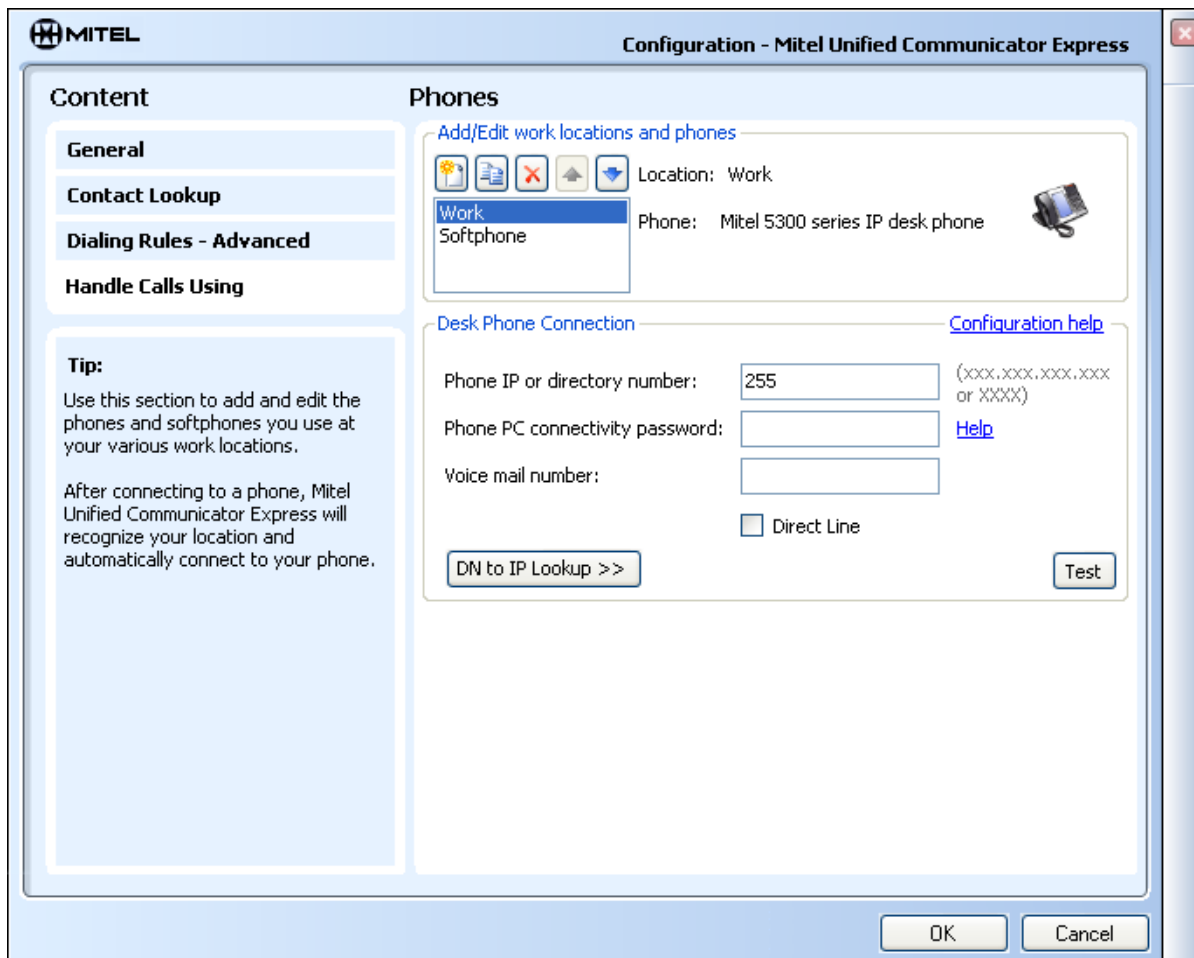 MITEL
Configuration - Mitel Unified Communicator Express
Content
General
Contact Lookup
Dialing Rules - Advanced
Handle Calls Using
Tip:
Use this section to add and edit the
phones and softphones you use at
your various work locations.
After connecting to a phone, Mitel
Unified Communicator Express will
recognize your location and
automatically connect to your phone.
Phones
Add/Edit work locations and phones
Location: Work
Work
Softphone
Phone: Mitel 5300 series IP desk phone
Desk Phone Connection
Configuration help
Phone IP or directory number:
255
(xxx.xxx.xxx.xxx
or XXXX)
Phone PC connectivity password:
Help
Voice mail number:
Direct Line
DN to IP Lookup >>
Test
OK
Cancel